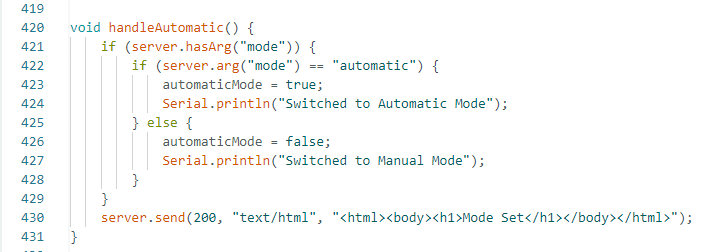 419
420 void handleAutomatic() {
421 if (server.hasArg("mode")) {
422 if (server.arg("mode") == "automatic") {
423 automaticMode = true;
424 Serial.println("Switched to Automatic Mode");
425 } else {
426 automaticMode = false;
427 Serial.println("Switched to Manual Mode");
428 }
429 }
430 server.send(200, "text/html", "<html><body><h1>Mode Set</h1></body></html>");
431 }